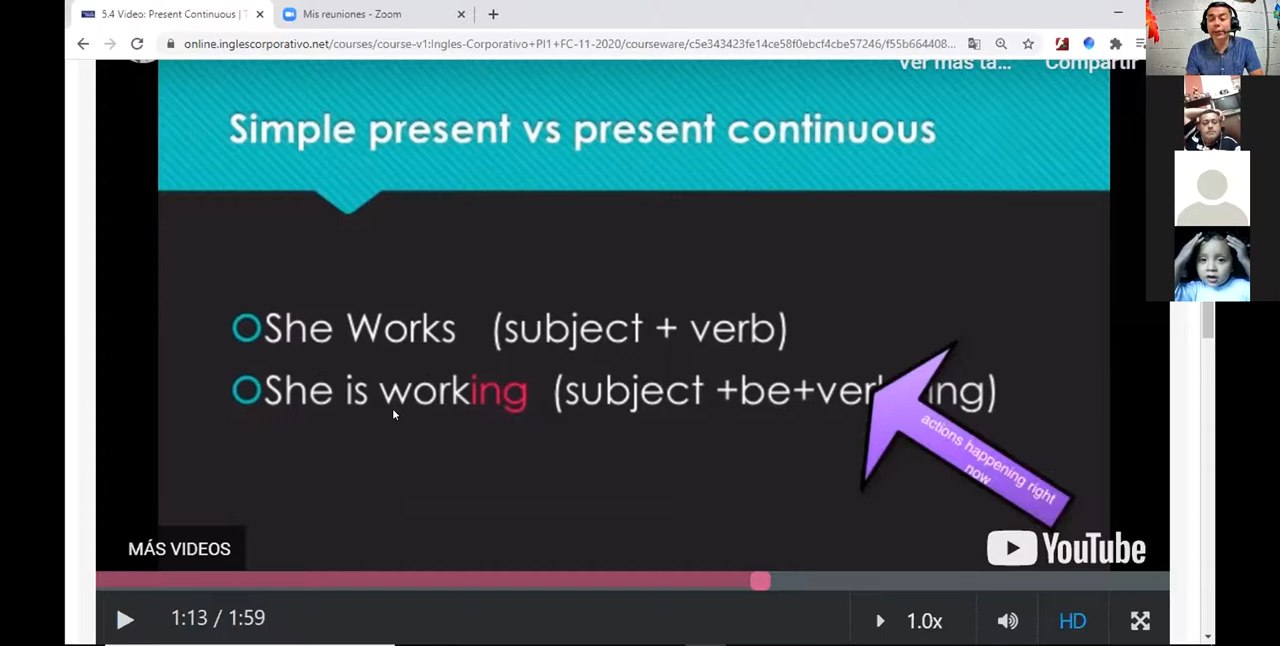 5.4 Video: Present Continuous | T
Mis reuniones - Zoom
online.inglescorporativo.net/courses/course-v1:Ingles-Corporativo+PI1+FC-11-2020/courseware/c5e343423fe14ce58f0ebcf4cbe57246/f55b664408...
Ver más ta...
Compartir
Simple present vs present continuous
She Works (subject + verb)
She is working (subject +be+ver ing)
actions happening right
now
MÁS VIDEOS
YouTube
1:13 / 1:59
1.0x
HD